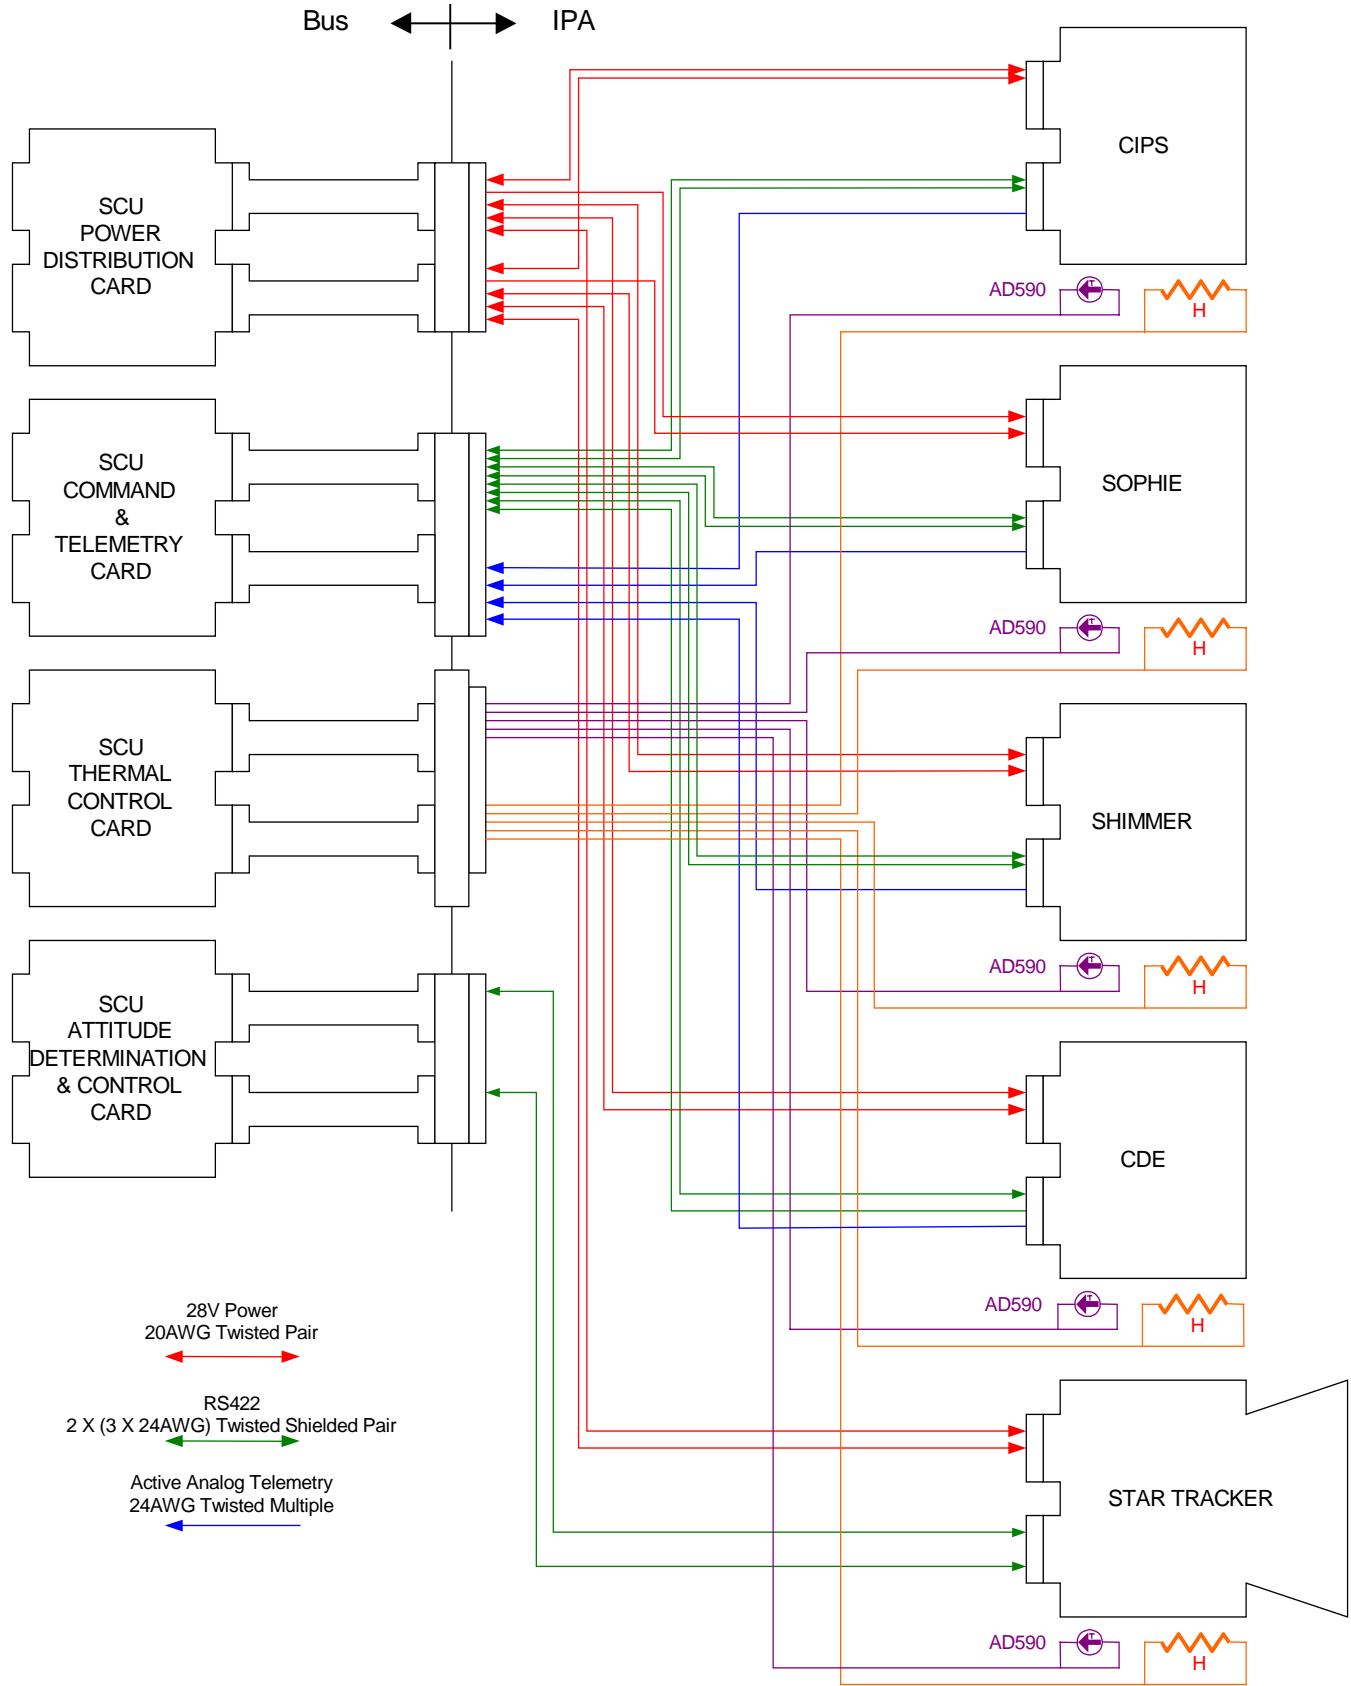 Bus
IPA
SCU
POWER
DISTRIBUTION
CARD
SCU
COMMAND
&
TELEMETRY
CARD
SCU
THERMAL
CONTROL
CARD
SCU
ATTITUDE
DETERMINATION
& CONTROL
CARD
28V Power
20AWG Twisted Pair
RS422
2 X (3 X 24AWG) Twisted Shielded Pair
Active Analog Telemetry
24AWG Twisted Multiple
CIPS
AD590
T
H
SOPHIE
AD590
T
H
SHIMMER
AD590
T
H
CDE
AD590
T
H
STAR TRACKER
AD590
T
H